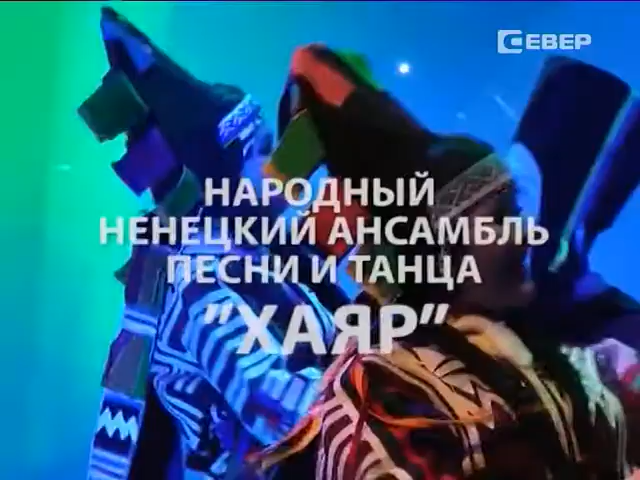 СЕВЕР
НАРОДНЫЙ
НЕНЕЦКИЙ АНСАМБЛЬ
ПЕСНИ И ТАНЦА
"ХАЯР"